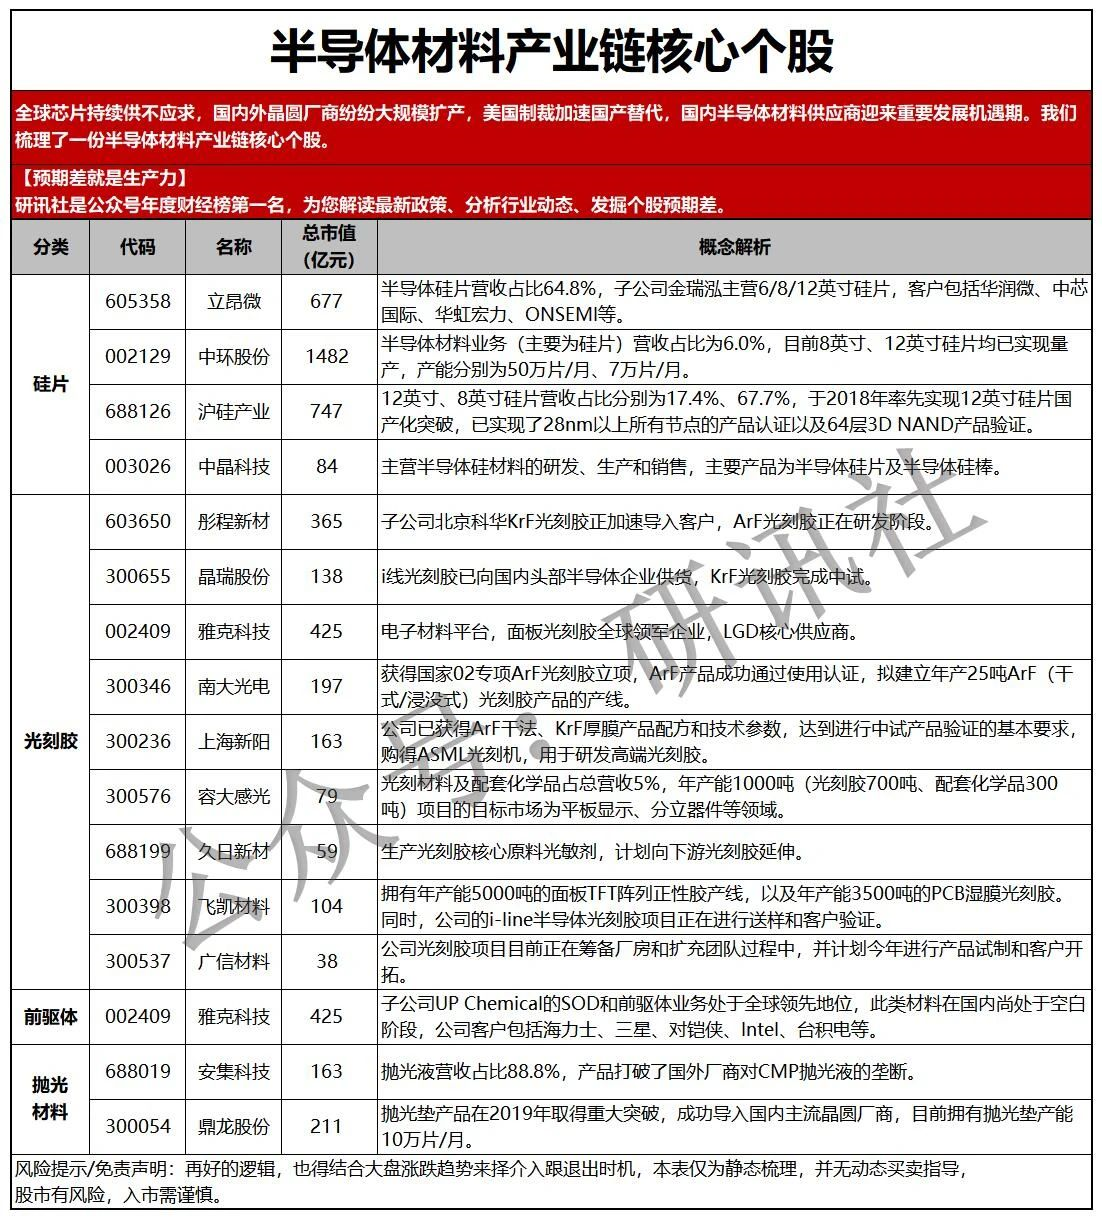 半导体材料产业链核心个股
全球芯片持续供不应求，国内外晶圆厂商纷纷大规模扩产，美国制裁加速国产替代，国内半导体材料供应商迎来重要发展机遇期。我们
梳理了一份半导体材料产业链核心个股。
【预期差就是生产力】
研讯社是公众号年度财经榜第一名，为您解读最新政策、分析行业动态、发掘个股预期差。
分类 代码 名称 总市值 概念解析
（亿元）
硅片
605358 立昂微 677 半导体硅片营收占比64.8%，子公司金瑞泓主营6/8/12英寸硅片，客户包括华润微、中芯
国际、华虹宏力、ONSEMI等。
002129 中环股份 1482 半导体材料业务（主要为硅片）营收占比为6.0%，目前8英寸、12英寸硅片均已实现量
产，产能分别为50万片/月、7万片/月。
688126 沪硅产业 747 12英寸、8英寸硅片营收占比分别为17.4%、67.7%，于2018年率先实现12英寸硅片国
产化突破，已实现了28nm以上所有节点的产品认证以及64层3D NAND产品验证。
003026 中晶科技 84 主营半导体硅材料的研发、生产和销售，主要产品为半导体硅片及半导体硅棒。
光刻胶
603650 彤程新材 365 子公司北京科华KrF光刻胶正加速导入客户，ArF光刻胶正在研发阶段。
300655 晶瑞股份 138 i线光刻胶已向国内头部半导体企业供货，KrF光刻胶完成中试。
002409 雅克科技 425 电子材料平台，面板光刻胶全球领军企业，LGD核心供应商。
300346 南大光电 197 获得国家02专项ArF光刻胶立项，ArF产品成功通过使用认证，拟建立年产25吨ArF（干
式/浸没式）光刻胶产品的产线。
300236 上海新阳 163 公司已获得ArF干法、KrF厚膜产品配方和技术参数，达到进行中试产品验证的基本要求，
购得ASML光刻机，用于研发高端光刻胶。
300576 容大感光 79 光刻材料及配套化学品占总营收5%，年产能1000吨（光刻胶700吨、配套化学品300
吨）项目的目标市场为平板显示、分立器件等领域。
688199 久日新材 59 生产光刻胶核心原料光敏剂，计划向下游光刻胶延伸。
300398 飞凯材料 104 拥有年产能5000吨的面板TFT阵列正性胶产线，以及年产能3500吨的PCB湿膜光刻胶。
同时，公司的i-line半导体光刻胶项目正在进行送样和客户验证。
300537 广信材料 38 公司光刻胶项目目前正在筹备厂房和扩充团队过程中，并计划今年进行产品试制和客户开
拓。
前驱体
002409 雅克科技 425 子公司UP Chemical的SOD和前驱体业务处于全球领先地位，此类材料在国内尚处于空白
阶段，公司客户包括海力士、三星、对铠侠、Intel、台积电等。
抛光
材料
688019 安集科技 163 抛光液营收占比88.8%，产品打破了国外厂商对CMP抛光液的垄断。
300054 鼎龙股份 211 抛光垫产品在2019年取得重大突破，成功导入国内主流晶圆厂商，目前拥有抛光垫产能
10万片/月。
风险提示/免责声明：再好的逻辑，也得结合大盘涨跌趋势来择介入跟退出时机，本表仅为静态梳理，并无动态买卖指导，
股市有风险，入市需谨慎。
公众号：研讯社